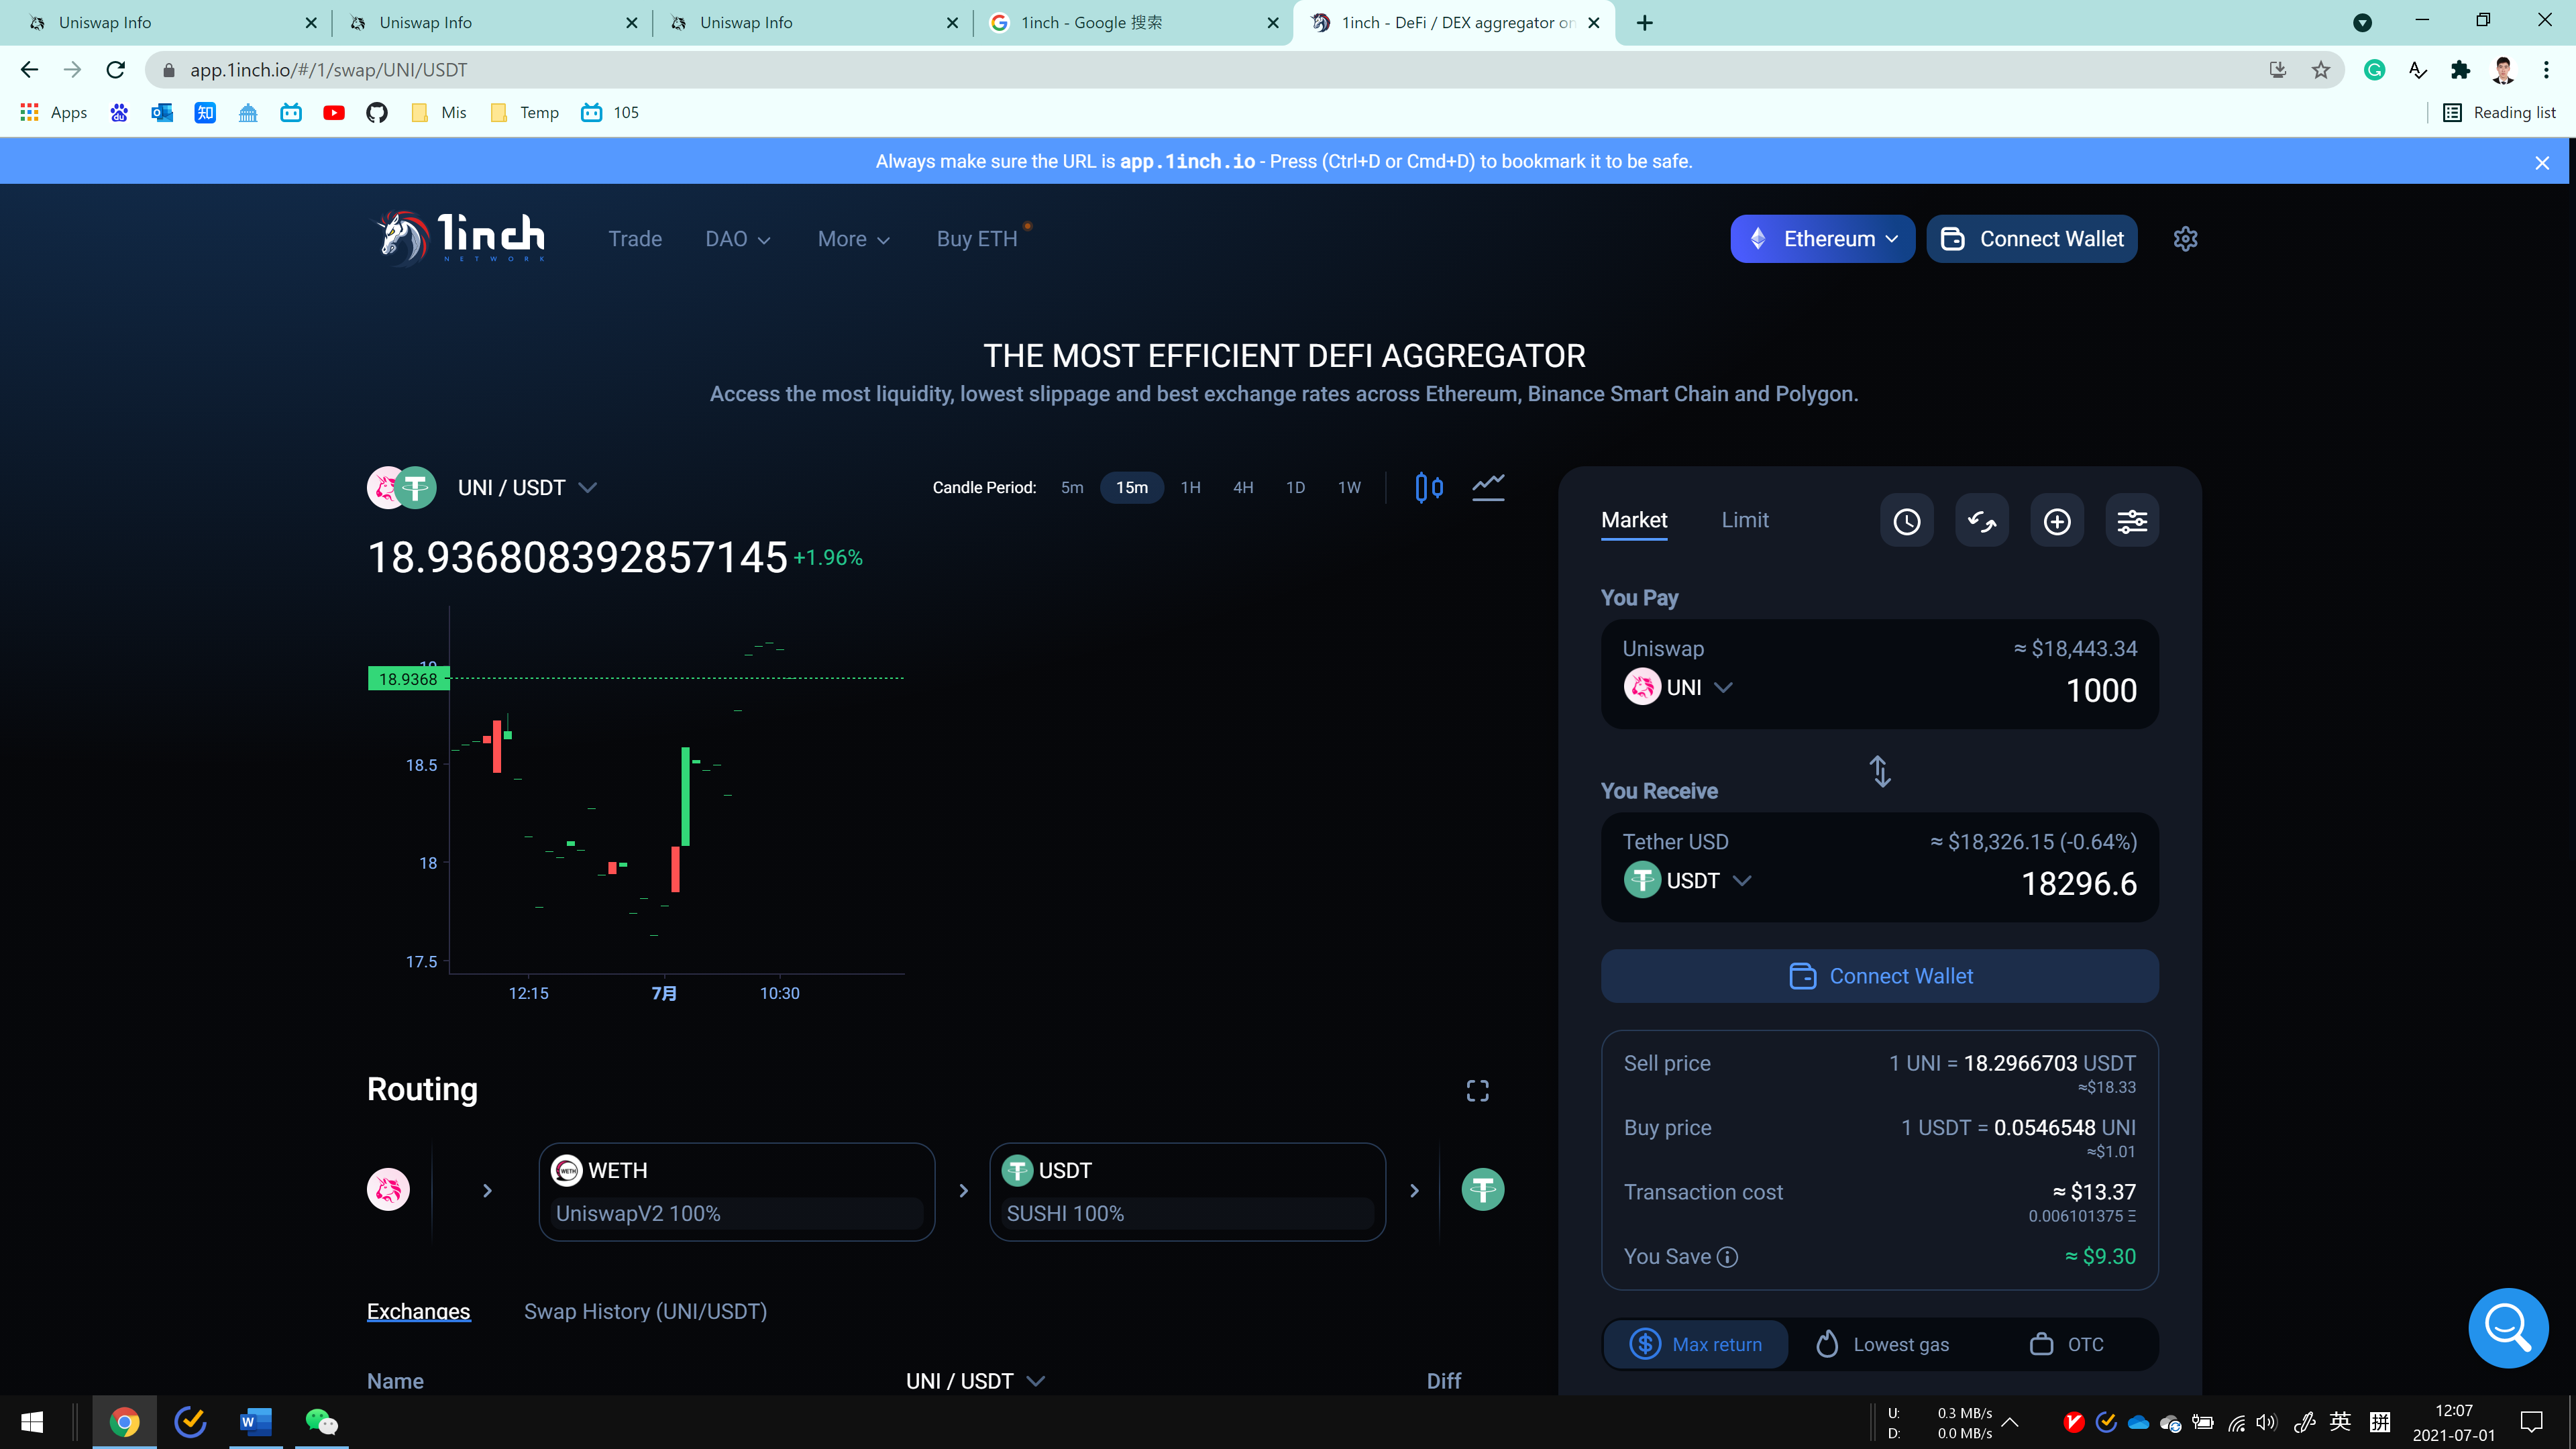 Uniswap Info
Uniswap Info
Uniswap Info
1inch - Google 搜索
1inch - DeFi / DEX aggregator on
app.1inch.io/#/1/swap/UNI/USDT
Apps
du
知
Mis
Temp
105
Reading list
Always make sure the URL is app.1inch.io - Press (Ctrl+D or Cmd+D) to bookmark it to be safe.
1inch
NETWORK
Trade
DAO
More
Buy ETH
Ethereum
Connect Wallet
THE MOST EFFICIENT DEFI AGGREGATOR
Access the most liquidity, lowest slippage and best exchange rates across Ethereum, Binance Smart Chain and Polygon.
UNI / USDT
Candle Period:
5m
15m
1H
4H
1D
1W
18.936808392857145 +1.96%
19
18.9368
18.5
18
17.5
12:15
7月
10:30
Market
Limit
You Pay
Uniswap
≈ $18,443.34
UNI
1000
You Receive
Tether USD
≈ $18,326.15 (-0.64%)
USDT
18296.6
Connect Wallet
Sell price
1 UNI = 18.2966703 USDT
≈$18.33
Buy price
1 USDT = 0.0546548 UNI
≈$1.01
Transaction cost
≈ $13.37
0.006101375 Ξ
You Save
≈ $9.30
Max return
Lowest gas
OTC
Routing
WETH
WETH
UniswapV2 100%
USDT
SUSHI 100%
Exchanges
Swap History (UNI/USDT)
Name
UNI / USDT
Diff
W
U:
0.3 MB/s
D:
0.0 MB/s
英
拼
12:07
2021-07-01